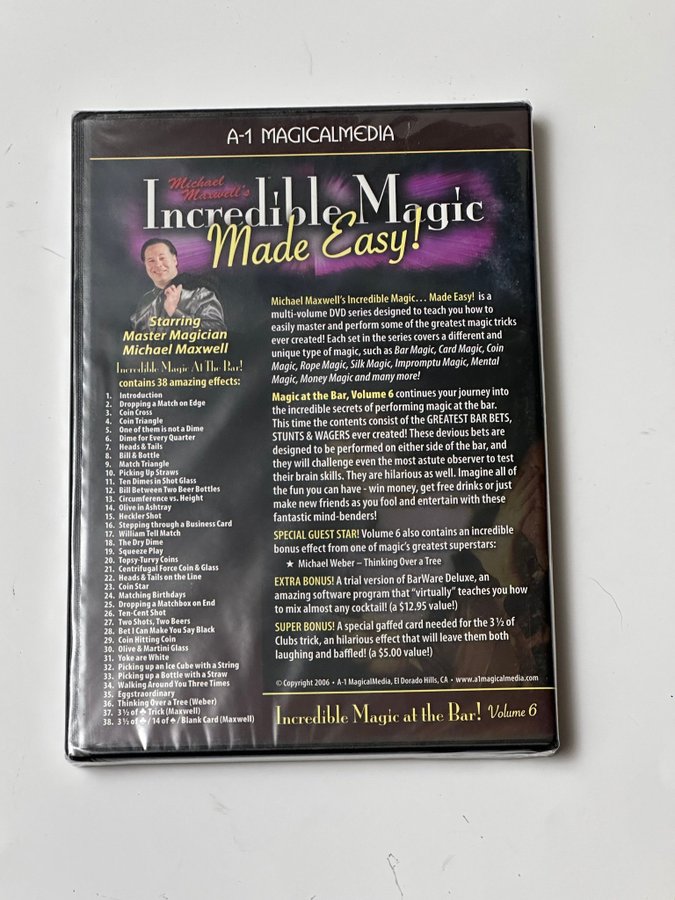 A-1 MAGICALMEDIA
Michael
Maxwell's
Incredible Magic
Made Easy!
Starring
Master Magician
Michael Maxwell
Incredible Magic At The Bar!
contains 38 amazing effects:
1. Introduction
2. Dropping a Match on Edge
3. Coin Cross
4. Coin Triangle
5. One of them is not a Dime
6. Dime for Every Quarter
7. Heads & Tails
8. Bill & Bottle
9. Match Triangle
10. Picking Up Straws
11. Ten Dimes in Shot Glass
12. Bill Between Two Beer Bottles
13. Circumference vs. Height
14. Olive in Ashtray
15. Heckler Shot
16. Stepping through a Business Card
17. William Tell Match
18. The Dry Dime
19. Squeeze Play
20. Topsy-Turvy Coins
21. Centrifugal Force Coin & Glass
22. Heads & Tails on the Line
23. Coin Star
24. Matching Birthdays
25. Dropping a Matchbox on End
26. Ten-Cent Shot
27. Two Shots, Two Beers
28. Bet I Can Make You Say Black
29. Coin Hitting Coin
30. Olive & Martini Glass
31. Yoke are White
32. Picking up an Ice Cube with a String
33. Picking up a Bottle with a Straw
34. Walking Around You Three Times
35. Eggstraordinary
36. Thinking Over a Tree (Weber)
37. 3 ½ of ♣ Trick (Maxwell)
38. 3 ½ of ♣ / 14 of ♠ / Blank Card (Maxwell)
Michael Maxwell's Incredible Magic… Made Easy! is a
multi-volume DVD series designed to teach you how to
easily master and perform some of the greatest magic tricks
ever created! Each set in the series covers a different and
unique type of magic, such as Bar Magic, Card Magic, Coin
Magic, Rope Magic, Silk Magic, Impromptu Magic, Mental
Magic, Money Magic and many more!
Magic at the Bar, Volume 6 continues your journey into
the incredible secrets of performing magic at the bar.
This time the contents consist of the GREATEST BAR BETS,
STUNTS & WAGERS ever created! These devious bets are
designed to be performed on either side of the bar, and
they will challenge even the most astute observer to test
their brain skills. They are hilarious as well. Imagine all of
the fun you can have - win money, get free drinks or just
make new friends as you fool and entertain with these
fantastic mind-benders!
SPECIAL GUEST STAR! Volume 6 also contains an incredible
bonus effect from one of magic's greatest superstars:
★ Michael Weber – Thinking Over a Tree
EXTRA BONUS! A trial version of BarWare Deluxe, an
amazing software program that "virtually" teaches you how
to mix almost any cocktail! (a $12.95 value!)
SUPER BONUS! A special gaffed card needed for the 3 ½ of
Clubs trick, an hilarious effect that will leave them both
laughing and baffled! (a $5.00 value!)
© Copyright 2006 • A-1 MagicalMedia, El Dorado Hills, CA • www.a1magicalmedia.com
Incredible Magic at the Bar! Volume 6